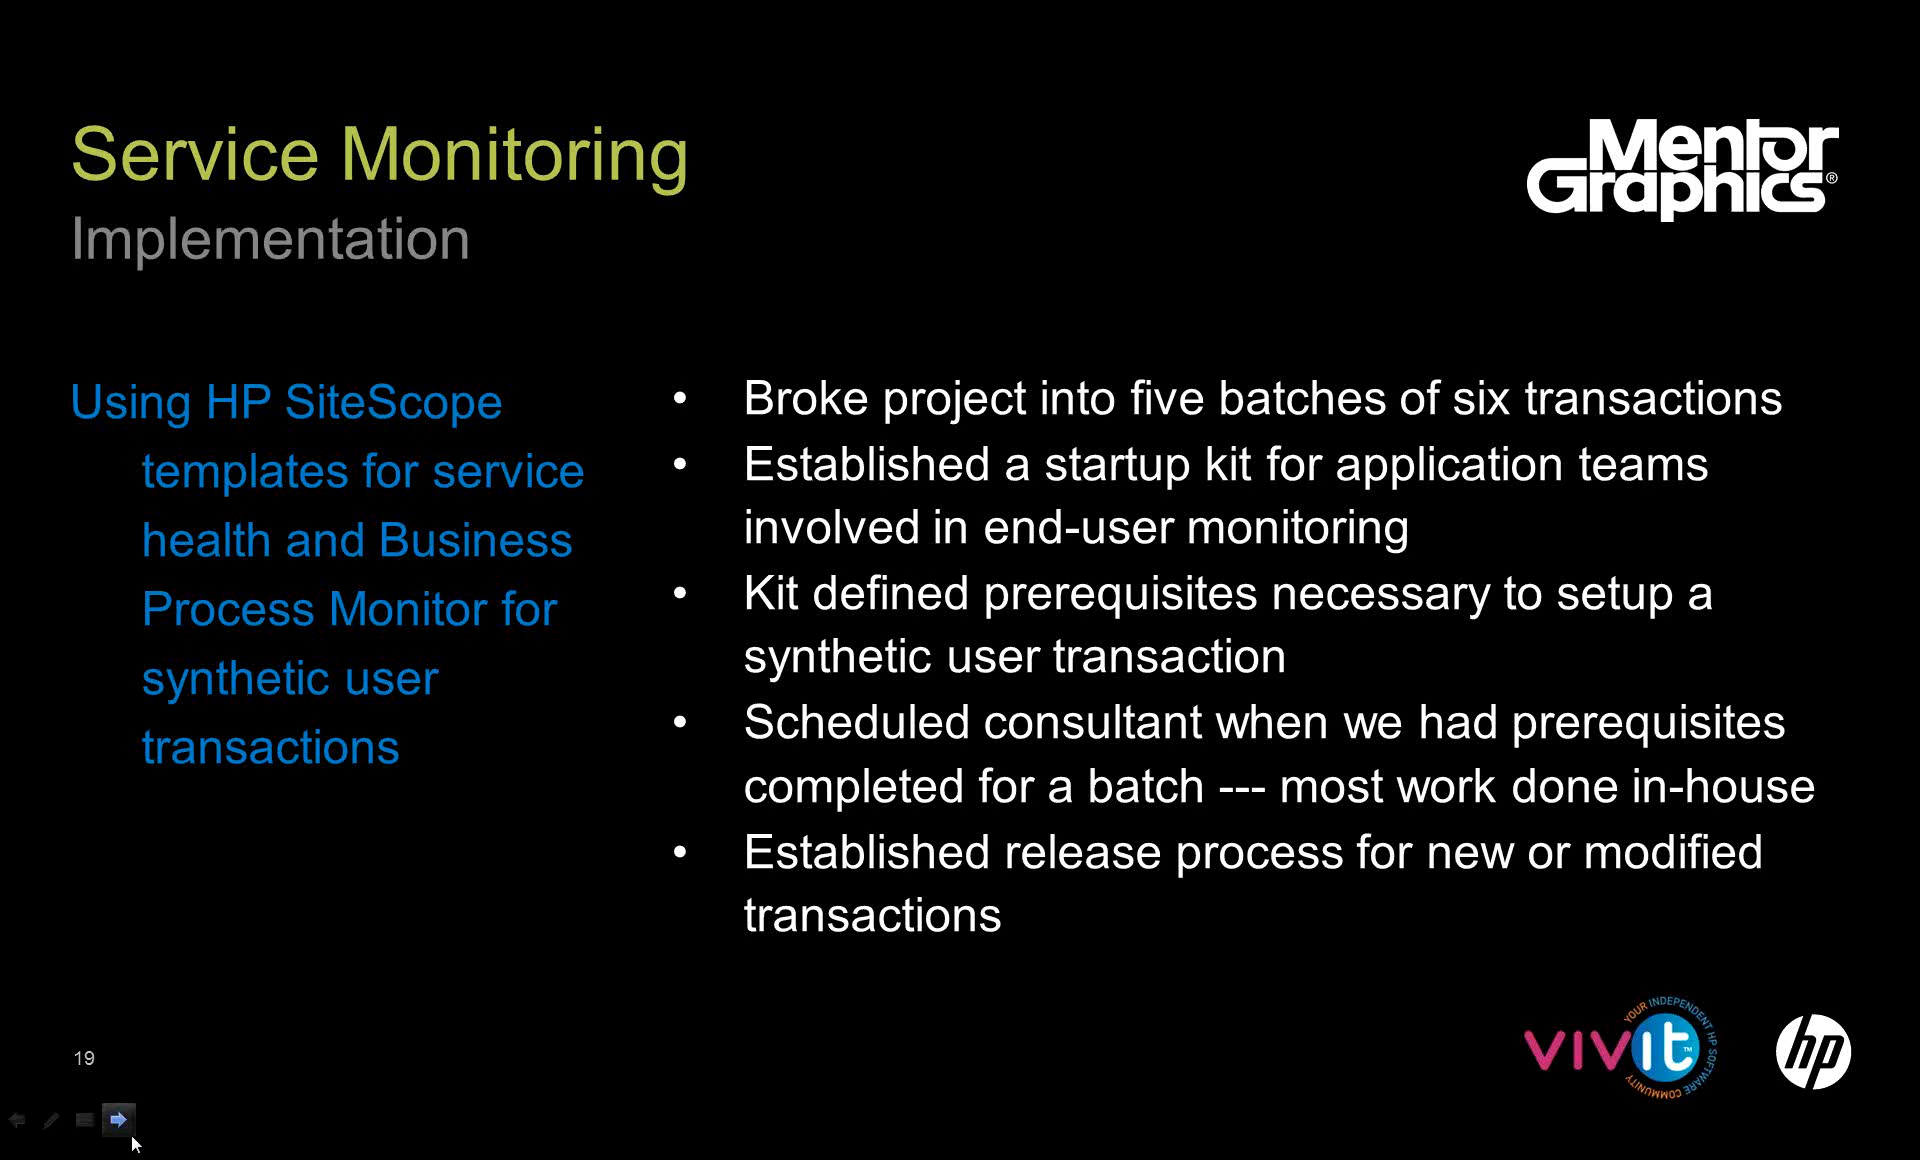 Service Monitoring
Implementation
Mentor
Graphics®
Using HP SiteScope
templates for service
health and Business
Process Monitor for
synthetic user
transactions
• Broke project into five batches of six transactions
• Established a startup kit for application teams
involved in end-user monitoring
• Kit defined prerequisites necessary to setup a
synthetic user transaction
• Scheduled consultant when we had prerequisites
completed for a batch --- most work done in-house
• Established release process for new or modified
transactions
19
vivit™
YOUR INDEPENDENT HP SOFTWARE COMMUNITY
hp